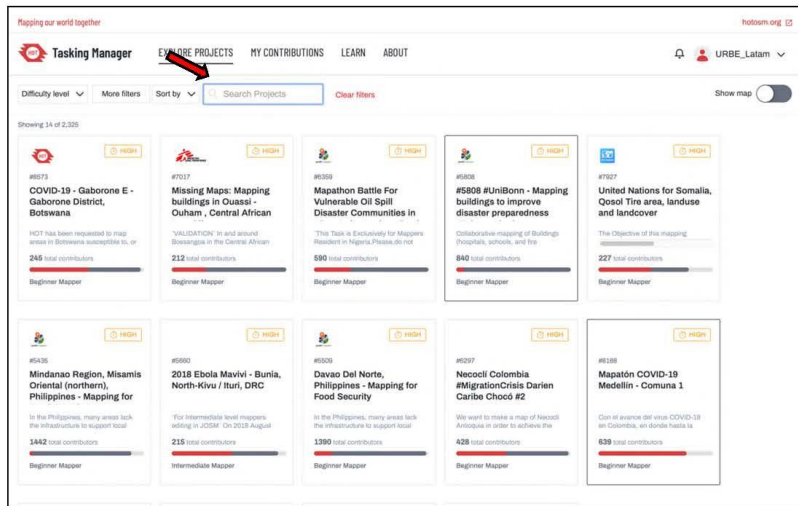 Mapping our world together
hotosm.org
HOT Tasking Manager EXPLORE PROJECTS MY CONTRIBUTIONS LEARN ABOUT URBE_Latam
Difficulty level More filters Sort by Search Projects Clear filters Show map
Showing 14 of 2,325
HOT HIGH
#8573
COVID-19 - Gaborone E -
Gaborone District,
Botswana
HOT has been requested to map
areas in Botswana susceptible to, or
245 total contributors
Beginner Mapper
HIGH
#7017
Missing Maps: Mapping
buildings in Ouassi -
Ouham , Central African
"VALIDATION" In and around
Bossangoa in the Central African
212 total contributors
Beginner Mapper
HIGH
#6359
Mapathon Battle For
Vulnerable Oil Spill
Disaster Communities in
"This Task is Exclusively for Mappers
Resident in Nigeria.Please,do not
590 total contributors
Beginner Mapper
HIGH
#5808
#5808 #UniBonn - Mapping
buildings to improve
disaster preparedness
Collaborative mapping of Buildings
(hospitals, schools, and fire
840 total contributors
Beginner Mapper
HIGH
#7927
United Nations for Somalia,
Qosol Tire area, landuse
and landcover
The Objective of this mapping
227 total contributors
Beginner Mapper
HIGH
#5435
Mindanao Region, Misamis
Oriental (northern),
Philippines - Mapping for
In the Philippines, many areas lack
the infrastructure to support local
1442 total contributors
Beginner Mapper
HIGH
#5660
2018 Ebola Mavivi - Bunia,
North-Kivu / Ituri, DRC
"For Intermediate level mappers
editing in JOSM" On 2018 August
215 total contributors
Intermediate Mapper
HIGH
#5509
Davao Del Norte,
Philippines - Mapping for
Food Security
In the Philippines, many areas lack
the infrastructure to support local
1390 total contributors
Beginner Mapper
HIGH
#6297
Necoclí Colombia
#MigrationCrisis Darien
Caribe Chocó #2
We want to make a map of Necocli
Antioquia in order to achieve the
428 total contributors
Beginner Mapper
HIGH
#8188
Mapatón COVID-19
Medellín - Comuna 1
Con el avance del virus COVID-19
en Colombia, en donde hasta la
639 total contributors
Beginner Mapper